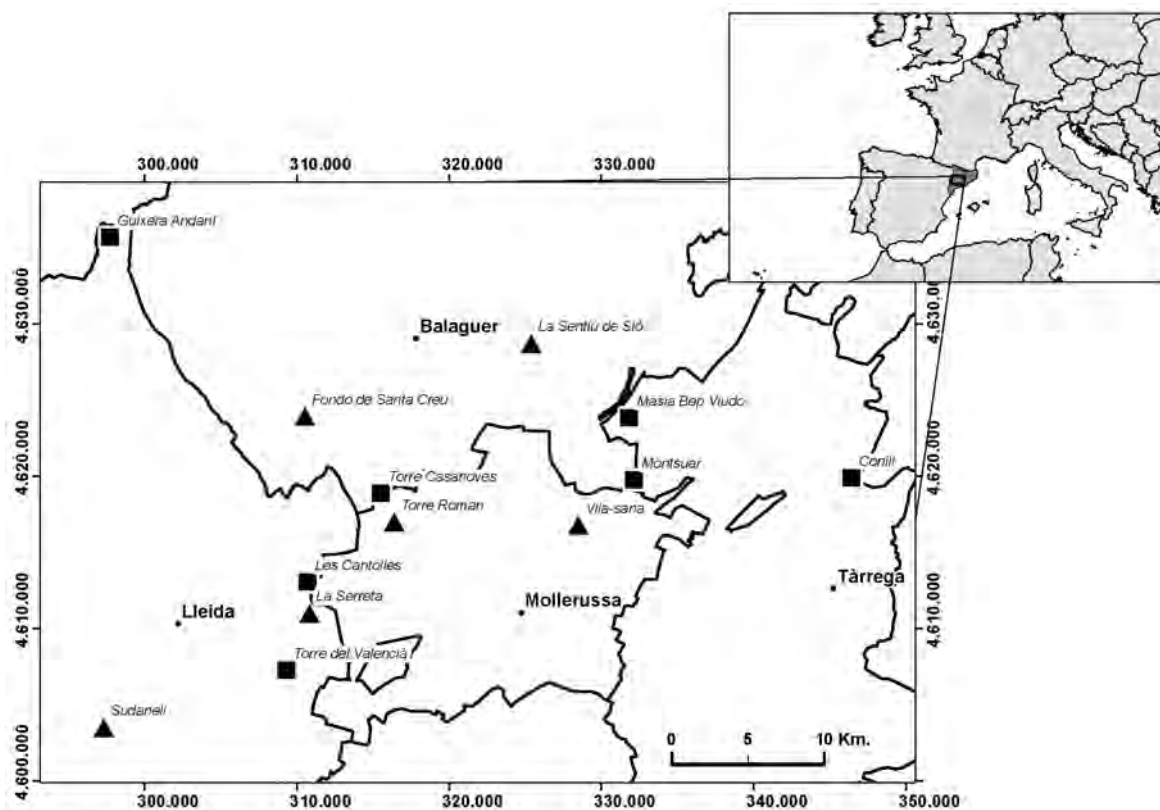 300.000
310.000
320.000
330.000
Guixera Andaní
4.630.000
4.630.000
Balaguer
La Sentiu de Sió
Fondo de Santa Creu
Masia Bep Viudo
4.620.000
Montsuar
Conill
4.620.000
Torre Casanoves
Torre Roman
Vila-sana
Les Cantolles
Tàrrega
La Serreta
Mollerussa
Lleida
4.610.000
4.610.000
Torre del Valencià
Sudanell
0 5 10 Km.
4.600.000
300.000
310.000
320.000
330.000
340.000
350.000